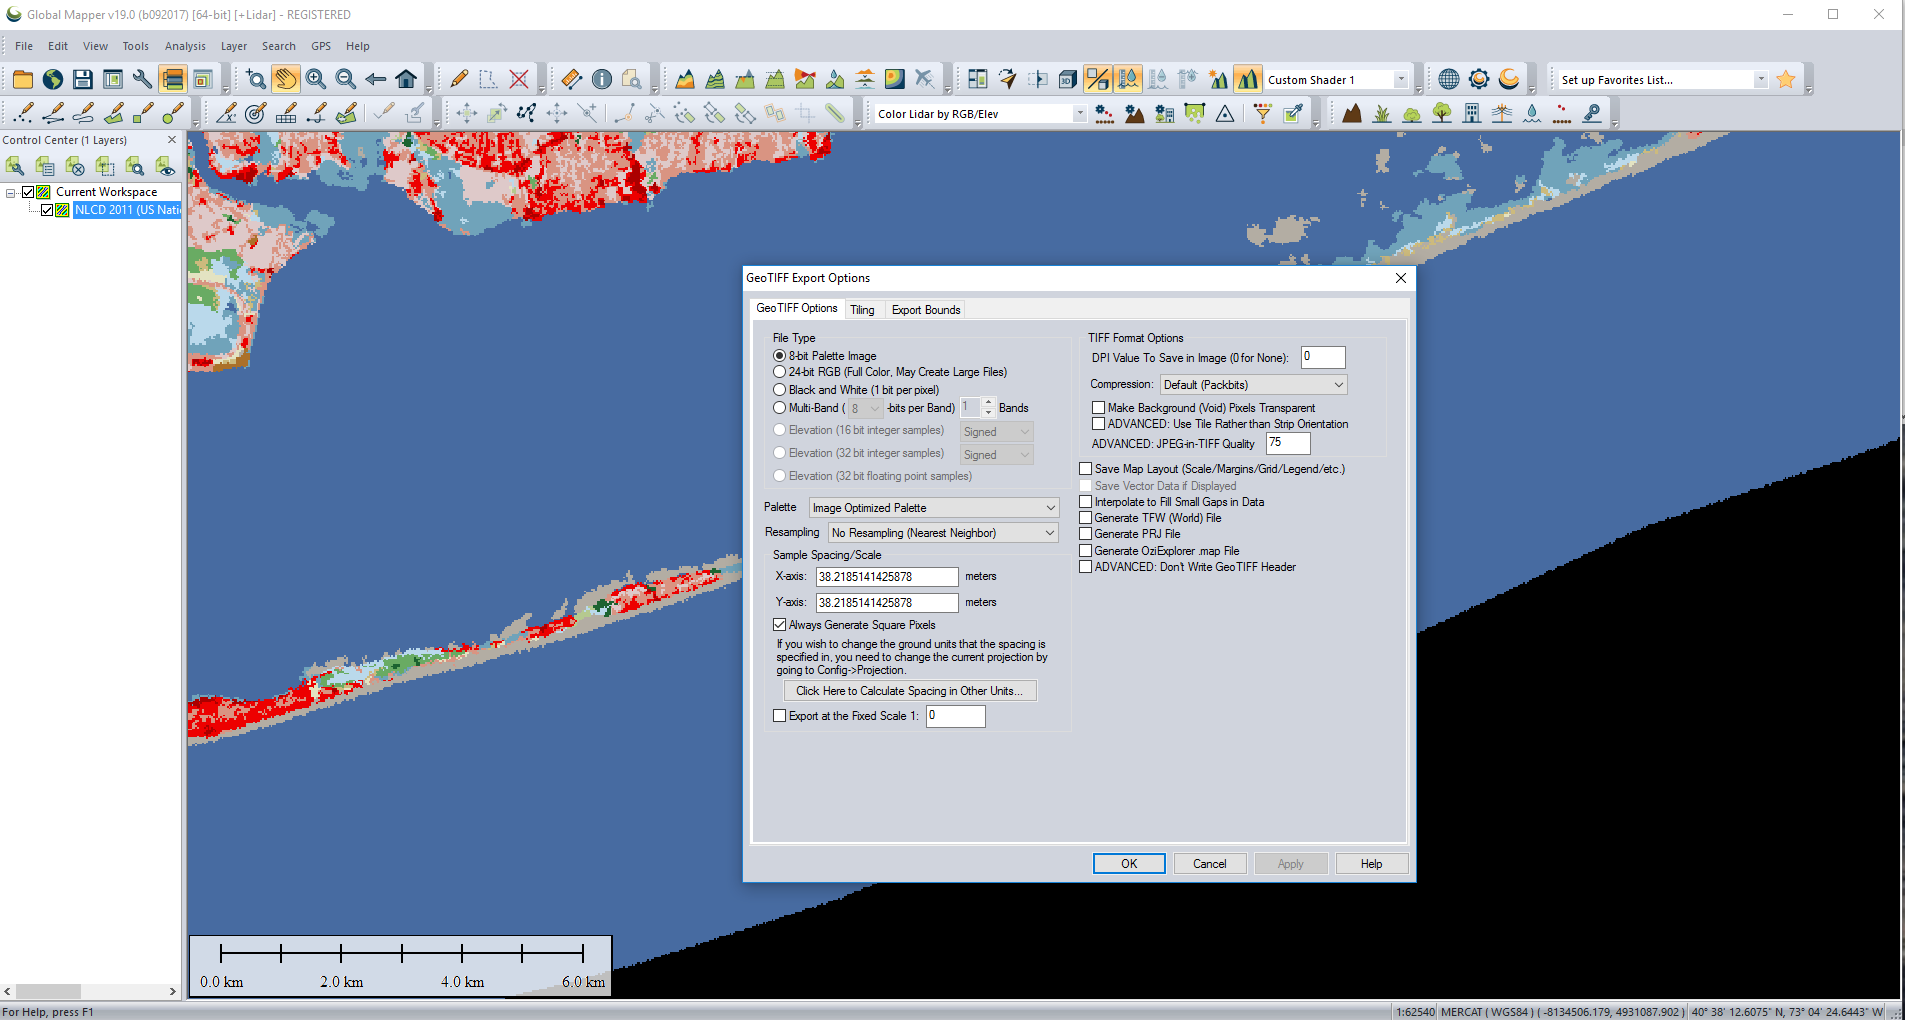 Global Mapper v19.0 (b092017) [64-bit] [+Lidar] - REGISTERED
File Edit View Tools Analysis Layer Search GPS Help
Custom Shader 1
Set up Favorites List...
Color Lidar by RGB/Elev
Control Center (1 Layers)
Current Workspace
NLCD 2011 (US Nati
GeoTIFF Export Options
GeoTIFF Options Tiling Export Bounds
File Type
8-bit Palette Image
24-bit RGB (Full Color, May Create Large Files)
Black and White (1 bit per pixel)
Multi-Band ( 8 -bits per Band) 1 Bands
Elevation (16 bit integer samples) Signed
Elevation (32 bit integer samples) Signed
Elevation (32 bit floating point samples)
Palette Image Optimized Palette
Resampling No Resampling (Nearest Neighbor)
Sample Spacing/Scale
X-axis: 38.2185141425878 meters
Y-axis: 38.2185141425878 meters
Always Generate Square Pixels
If you wish to change the ground units that the spacing is
specified in, you need to change the current projection by
going to Config->Projection.
Click Here to Calculate Spacing in Other Units...
Export at the Fixed Scale 1: 0
TIFF Format Options
DPI Value To Save in Image (0 for None): 0
Compression: Default (Packbits)
Make Background (Void) Pixels Transparent
ADVANCED: Use Tile Rather than Strip Orientation
ADVANCED: JPEG-in-TIFF Quality 75
Save Map Layout (Scale/Margins/Grid/Legend/etc.)
Save Vector Data if Displayed
Interpolate to Fill Small Gaps in Data
Generate TFW (World) File
Generate PRJ File
Generate OziExplorer .map File
ADVANCED: Don't Write GeoTIFF Header
OK Cancel Apply Help
0.0 km 2.0 km 4.0 km 6.0 km
For Help, press F1
1:62540 MERCAT ( WGS84 ) ( -8134506.179, 4931087.902 ) 40° 38' 12.6075" N, 73° 04' 24.6443" W